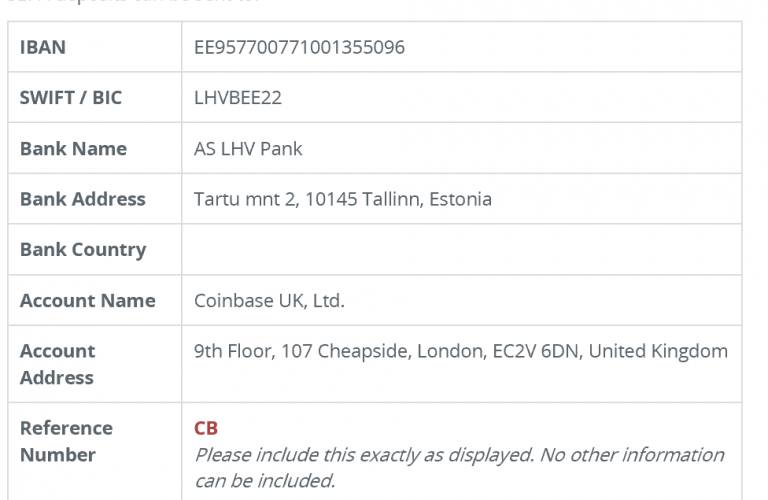 IBAN EE957700771001355096
SWIFT / BIC LHVBEE22
Bank Name AS LHV Pank
Bank Address Tartu mnt 2, 10145 Tallinn, Estonia
Bank Country
Account Name Coinbase UK, Ltd.
Account 9th Floor, 107 Cheapside, London, EC2V 6DN, United Kingdom
Address
Reference CB
Number Please include this exactly as displayed. No other information
can be included.